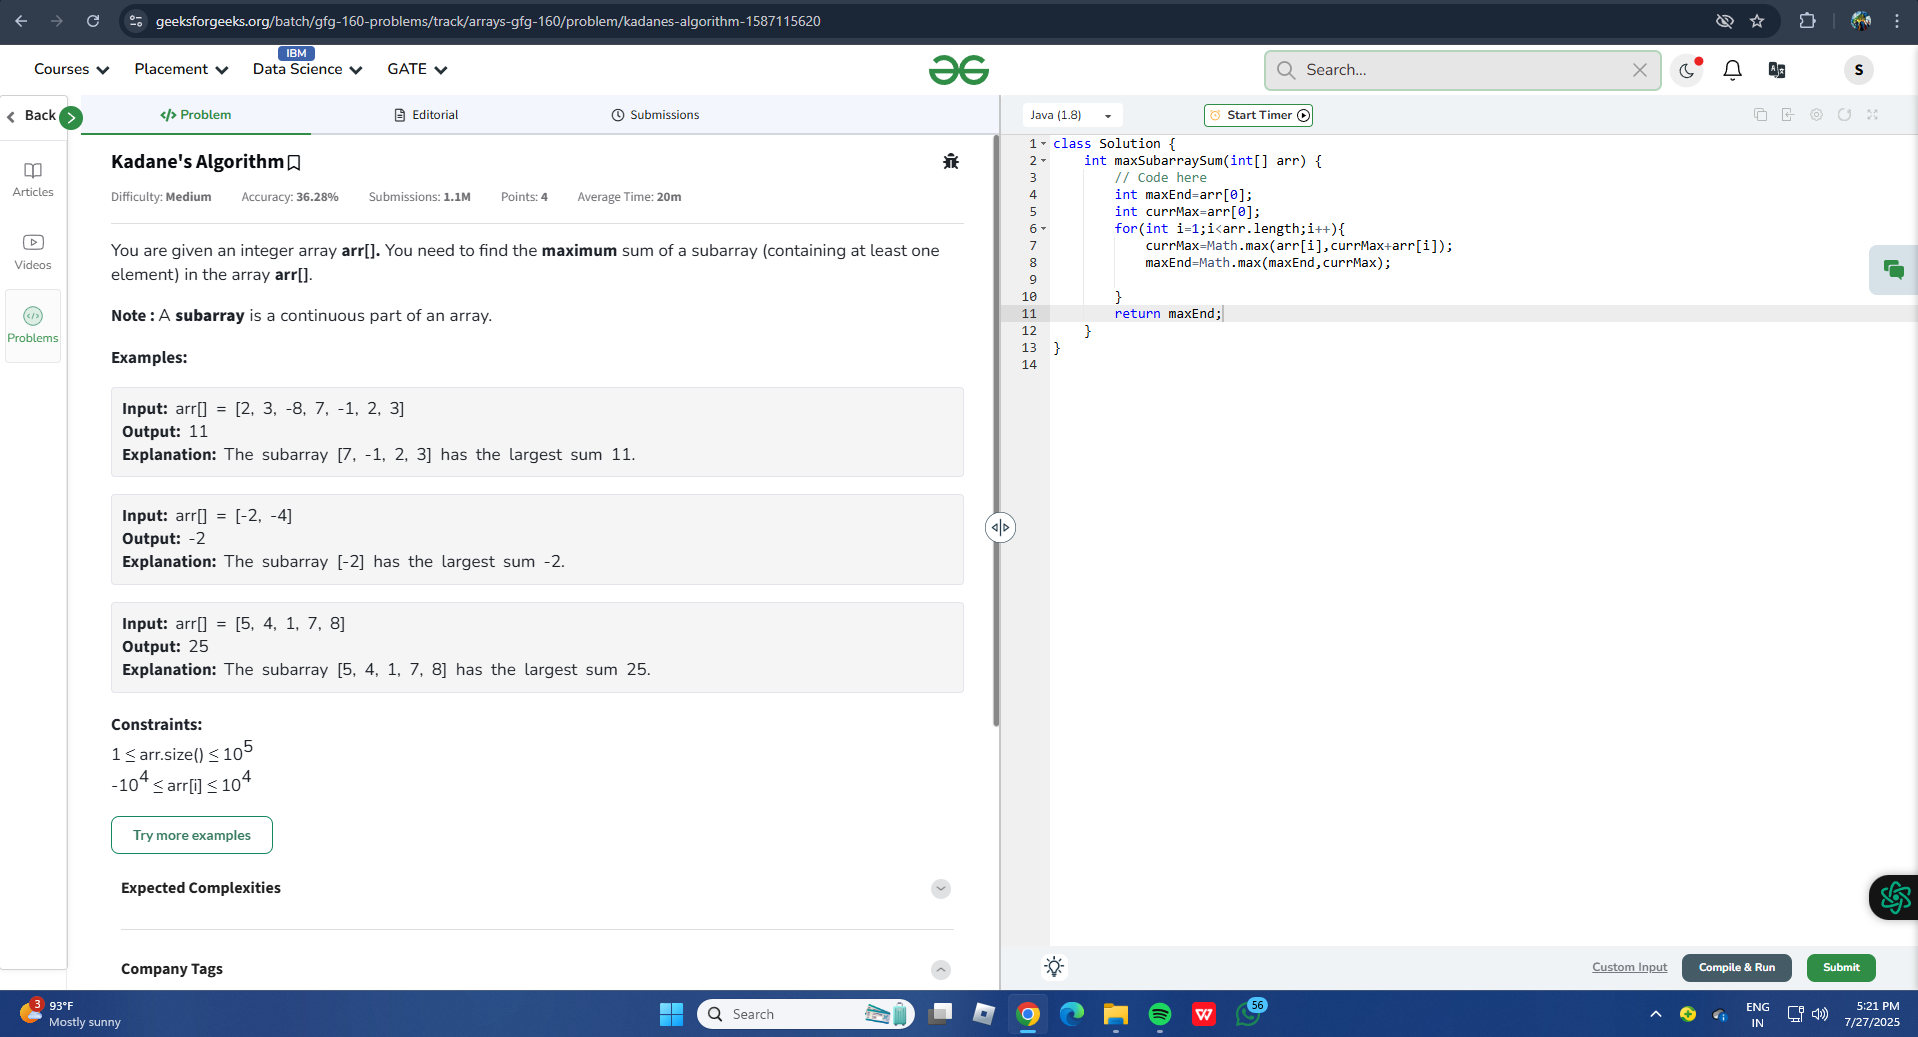 geeksforgeeks.org/batch/gfg-160-problems/track/arrays-gfg-160/problem/kadanes-algorithm-1587115620
IBM
Courses Placement Data Science GATE
Search...
S
Back
Problem Editorial Submissions
Java (1.8) Start Timer
Articles
Videos
Problems
Kadane's Algorithm
Difficulty: Medium Accuracy: 36.28% Submissions: 1.1M Points: 4 Average Time: 20m
You are given an integer array arr[]. You need to find the maximum sum of a subarray (containing at least one
element) in the array arr[].
Note : A subarray is a continuous part of an array.
Examples:
Input: arr[] = [2, 3, -8, 7, -1, 2, 3]
Output: 11
Explanation: The subarray [7, -1, 2, 3] has the largest sum 11.
Input: arr[] = [-2, -4]
Output: -2
Explanation: The subarray [-2] has the largest sum -2.
Input: arr[] = [5, 4, 1, 7, 8]
Output: 25
Explanation: The subarray [5, 4, 1, 7, 8] has the largest sum 25.
Constraints:
1 ≤ arr.size() ≤ 10^5
-10^4 ≤ arr[i] ≤ 10^4
Try more examples
Expected Complexities
Company Tags
1 class Solution {
2 int maxSubarraySum(int[] arr) {
3 // Code here
4 int maxEnd=arr[0];
5 int currMax=arr[0];
6 for(int i=1;i<arr.length;i++){
7 currMax=Math.max(arr[i],currMax+arr[i]);
8 maxEnd=Math.max(maxEnd,currMax);
9
10 }
11 return maxEnd;
12 }
13 }
14
Custom Input Compile & Run Submit
3
93°F
Mostly sunny
Search
56
ENG
IN
5:21 PM
7/27/2025